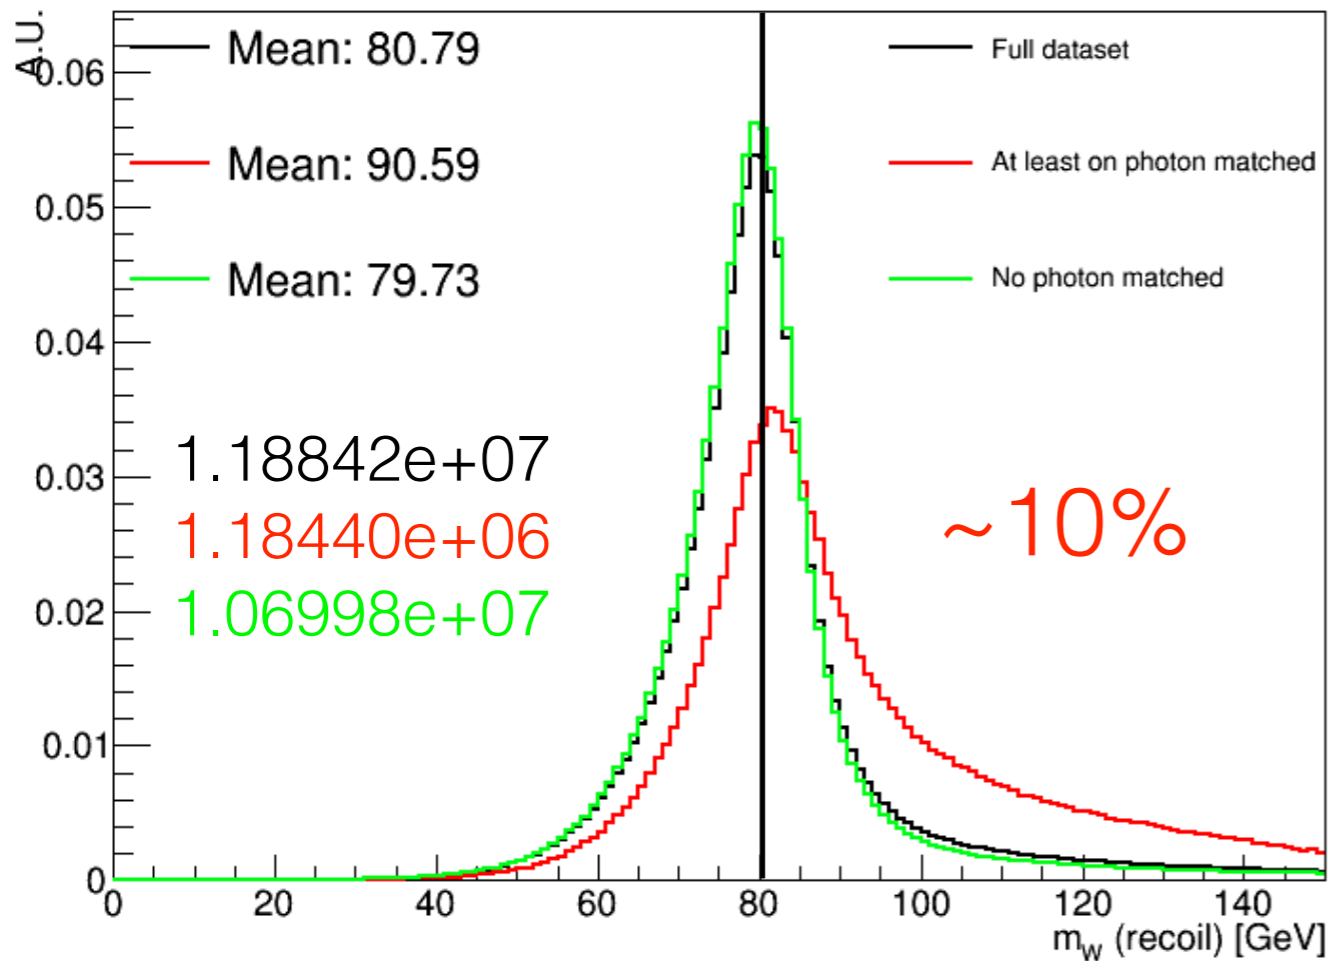 A.U.
Mean: 80.79
Full dataset
0.06
Mean: 90.59
At least on photon matched
0.05
Mean: 79.73
No photon matched
0.04
1.18842e+07
0.03
1.18440e+06
~10%
0.02
1.06998e+07
0.01
0
0 20 40 60 80 100 120 140
m_W (recoil) [GeV]